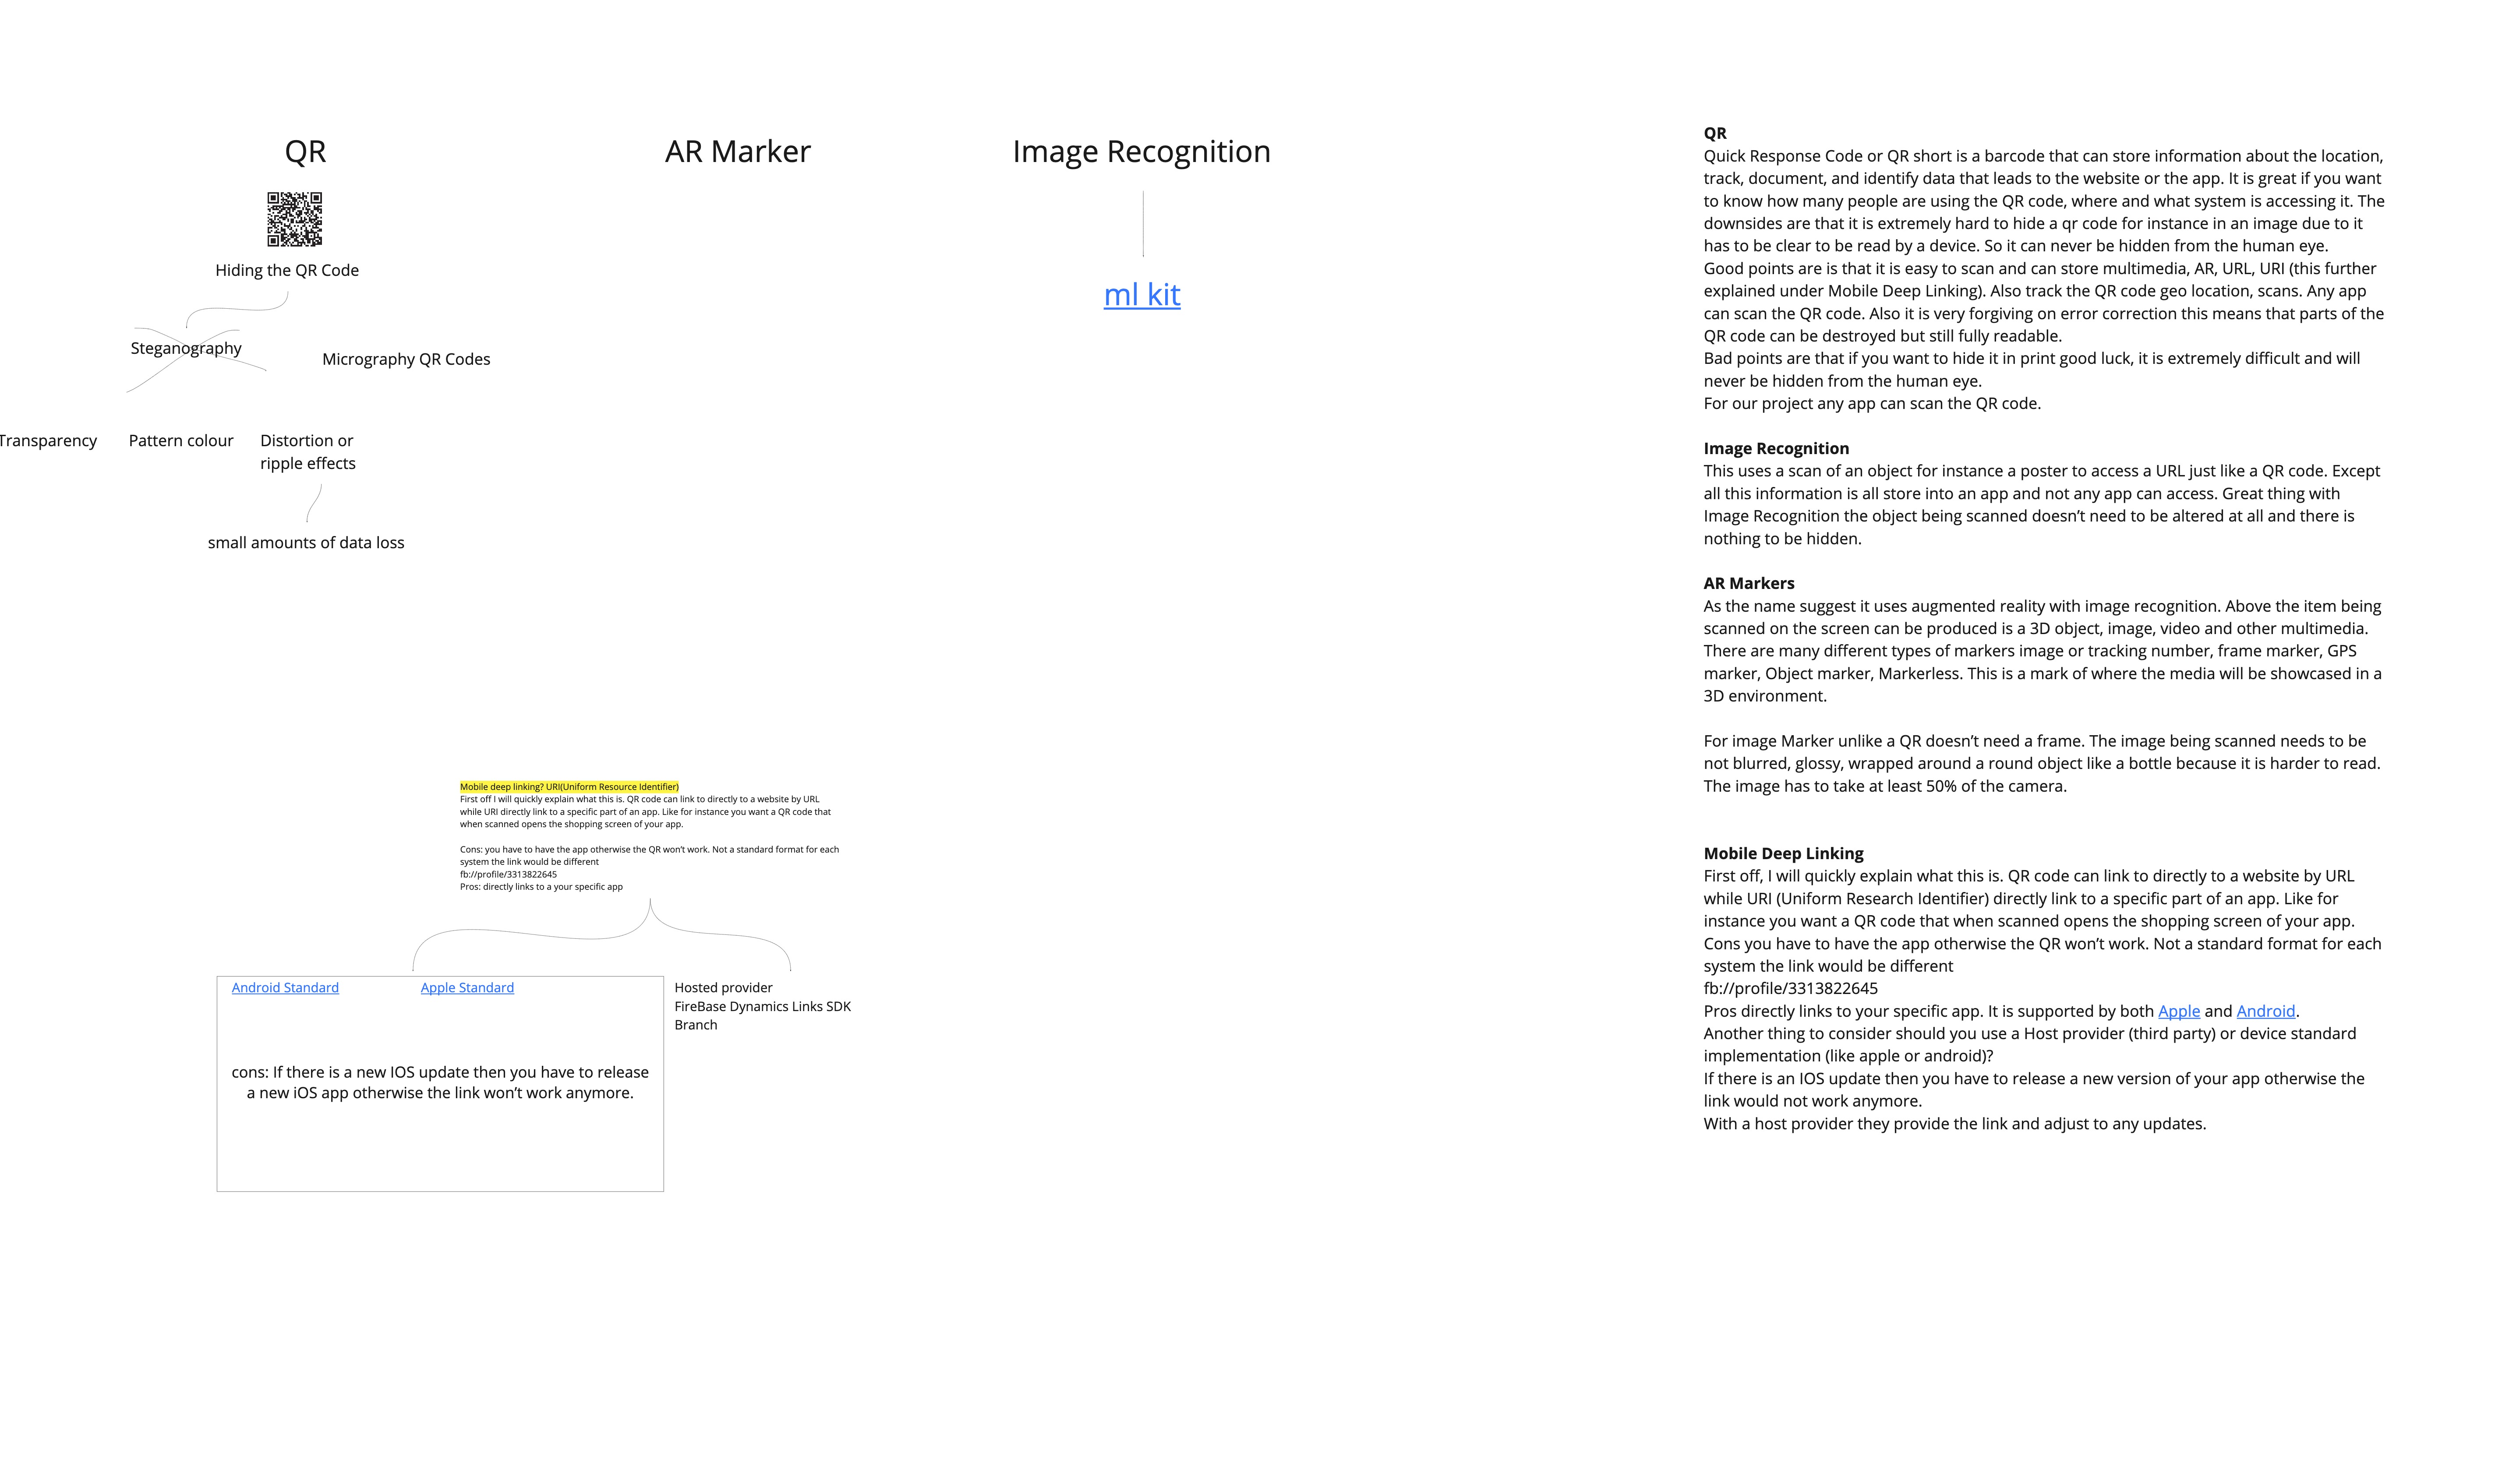 QR
AR Marker
Image Recognition
Hiding the QR Code
ml kit
Steganography
Micrography QR Codes
Transparency
Pattern colour
Distortion or
ripple effects
small amounts of data loss
Mobile deep linking? URI(Uniform Resource Identifier)
First off I will quickly explain what this is. QR code can link to directly to a website by URL
while URI directly link to a specific part of an app. Like for instance you want a QR code that
when scanned opens the shopping screen of your app.
Cons: you have to have the app otherwise the QR won't work. Not a standard format for each
system the link would be different
fb://profile/3313822645
Pros: directly links to a your specific app
Android Standard
Apple Standard
cons: If there is a new IOS update then you have to release
a new iOS app otherwise the link won't work anymore.
Hosted provider
FireBase Dynamics Links SDK
Branch
QR
Quick Response Code or QR short is a barcode that can store information about the location,
track, document, and identify data that leads to the website or the app. It is great if you want
to know how many people are using the QR code, where and what system is accessing it. The
downsides are that it is extremely hard to hide a qr code for instance in an image due to it
has to be clear to be read by a device. So it can never be hidden from the human eye.
Good points are is that it is easy to scan and can store multimedia, AR, URL, URI (this further
explained under Mobile Deep Linking). Also track the QR code geo location, scans. Any app
can scan the QR code. Also it is very forgiving on error correction this means that parts of the
QR code can be destroyed but still fully readable.
Bad points are that if you want to hide it in print good luck, it is extremely difficult and will
never be hidden from the human eye.
For our project any app can scan the QR code.
Image Recognition
This uses a scan of an object for instance a poster to access a URL just like a QR code. Except
all this information is all store into an app and not any app can access. Great thing with
Image Recognition the object being scanned doesn't need to be altered at all and there is
nothing to be hidden.
AR Markers
As the name suggest it uses augmented reality with image recognition. Above the item being
scanned on the screen can be produced is a 3D object, image, video and other multimedia.
There are many different types of markers image or tracking number, frame marker, GPS
marker, Object marker, Markerless. This is a mark of where the media will be showcased in a
3D environment.
For image Marker unlike a QR doesn't need a frame. The image being scanned needs to be
not blurred, glossy, wrapped around a round object like a bottle because it is harder to read.
The image has to take at least 50% of the camera.
Mobile Deep Linking
First off, I will quickly explain what this is. QR code can link to directly to a website by URL
while URI (Uniform Research Identifier) directly link to a specific part of an app. Like for
instance you want a QR code that when scanned opens the shopping screen of your app.
Cons you have to have the app otherwise the QR won't work. Not a standard format for each
system the link would be different
fb://profile/3313822645
Pros directly links to your specific app. It is supported by both Apple and Android.
Another thing to consider should you use a Host provider (third party) or device standard
implementation (like apple or android)?
If there is an IOS update then you have to release a new version of your app otherwise the
link would not work anymore.
With a host provider they provide the link and adjust to any updates.